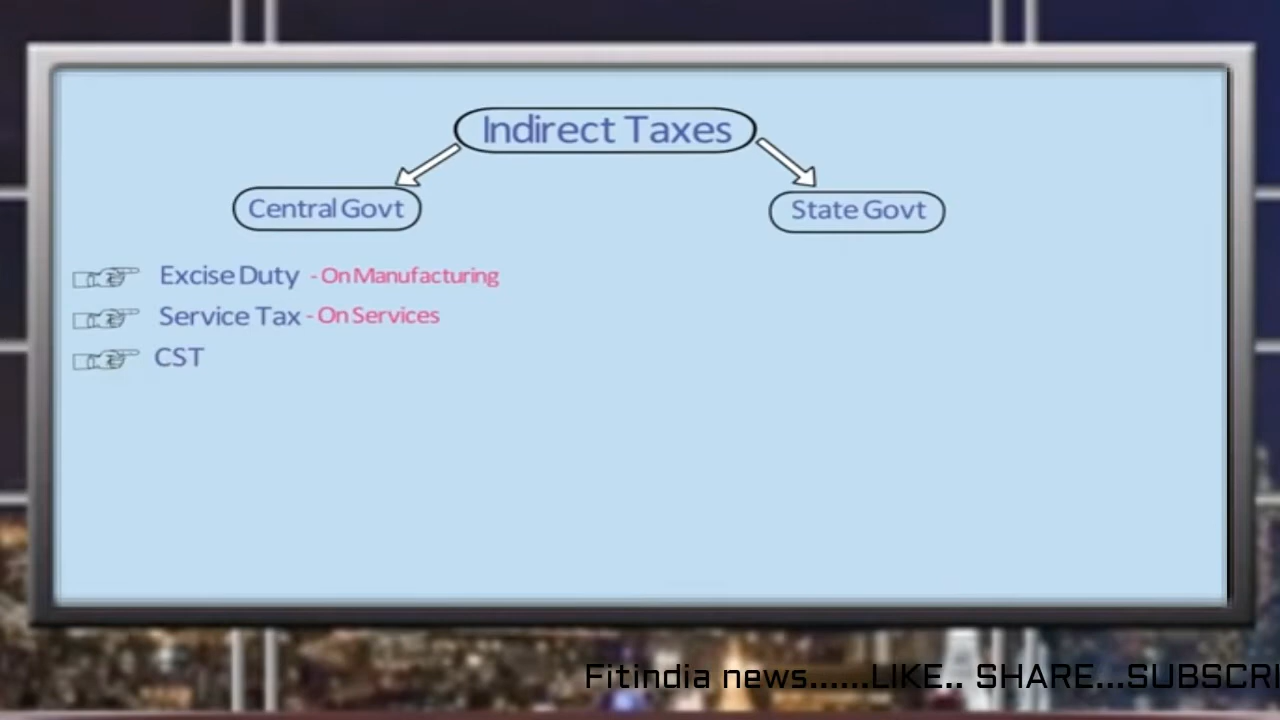 Indirect Taxes
Central Govt
State Govt
Excise Duty - On Manufacturing
Service Tax - On Services
CST
Fitindia news......LIKE.. SHARE...SUBSCRI